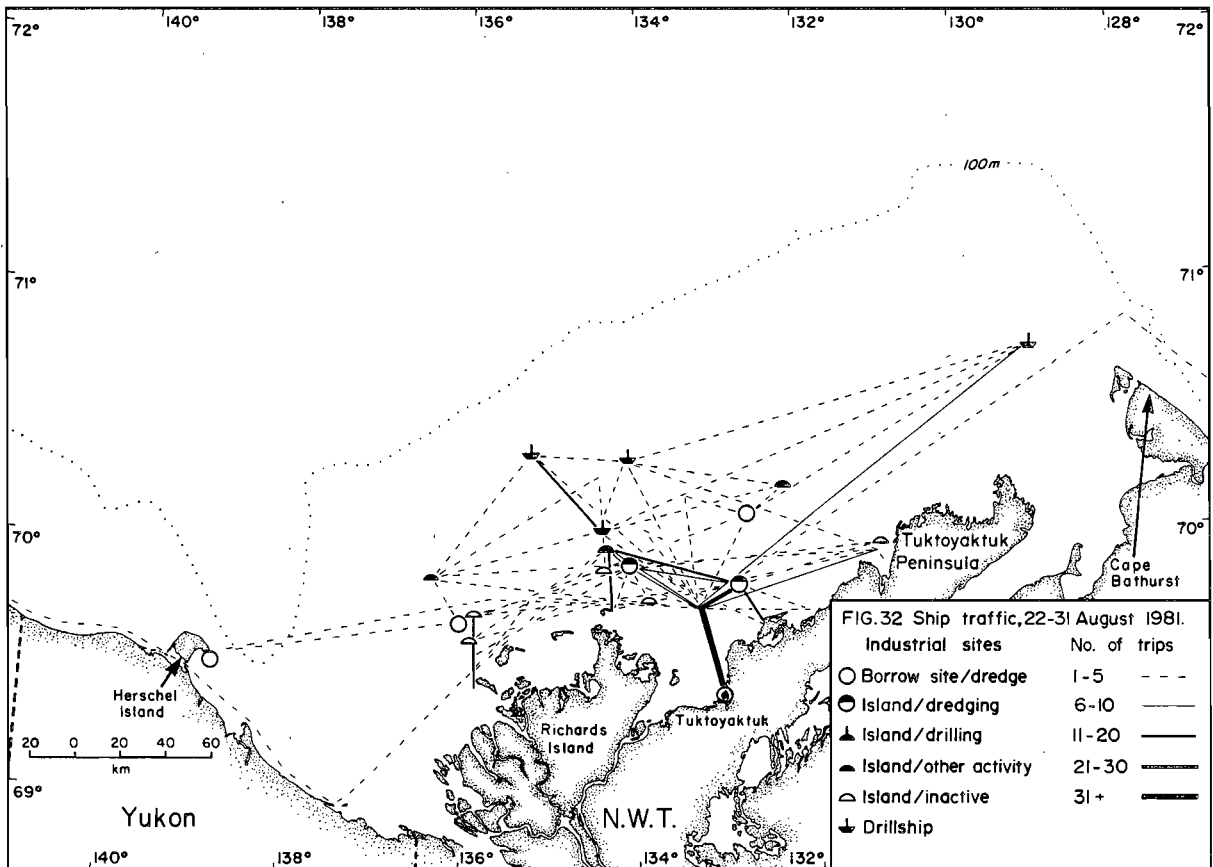 72° 140° 138° 136° 134° 132° 130° 128° 72°
100m
71° 71°
70° 70°
Tuktoyaktuk
Peninsula
Cape
Bathurst
Herschel
Island
Richards
Island
Tuktoyaktuk
20 0 20 40 60
km
69°
Yukon
N.W.T.
140° 138° 136° 134° 132°
FIG.32 Ship traffic, 22-31 August 1981.
Industrial sites No. of trips
Borrow site/dredge 1-5
Island/dredging 6-10
Island/drilling 11-20
Island/other activity 21-30
Island/inactive 31+
Drillship